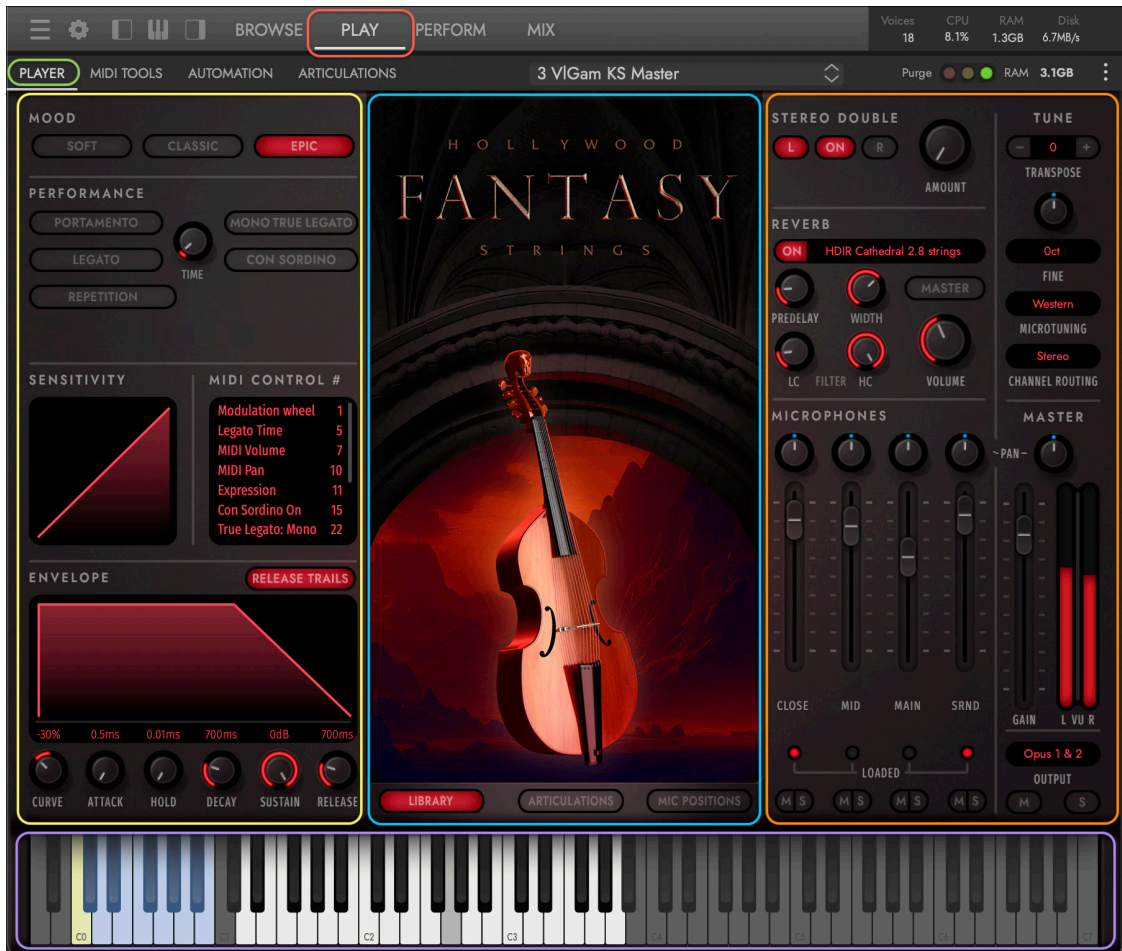 BROWSE PLAY PERFORM MIX
Voices CPU RAM Disk
18 8.1% 1.3GB 6.7MB/s
PLAYER MIDI TOOLS AUTOMATION ARTICULATIONS
3 VlGam KS Master
Purge RAM 3.1GB
MOOD
SOFT CLASSIC EPIC
PERFORMANCE
PORTAMENTO MONO TRUE LEGATO
LEGATO CON SORDINO
TIME
REPETITION
SENSITIVITY
MIDI CONTROL #
Modulation wheel 1
Legato Time 5
MIDI Volume 7
MIDI Pan 10
Expression 11
Con Sordino On 15
True Legato: Mono 22
ENVELOPE RELEASE TRAILS
-30% 0.5ms 0.01ms 700ms 0dB 700ms
CURVE ATTACK HOLD DECAY SUSTAIN RELEASE
HOLLYWOOD
FANTASY
STRINGS
LIBRARY ARTICULATIONS MIC POSITIONS
STEREO DOUBLE
L ON R
AMOUNT
REVERB
ON HDIR Cathedral 2.8 strings
MASTER
PREDELAY WIDTH
LC FILTER HC VOLUME
MICROPHONES
~PAN-
CLOSE MID MAIN SRND
LOADED
M S M S M S M S
TUNE
- 0 +
TRANSPOSE
0ct
FINE
Western
MICROTUNING
Stereo
CHANNEL ROUTING
MASTER
GAIN L VU R
Opus 1 & 2
OUTPUT
M S
C0 C1 C2 C3 C4 C5 C6 C7